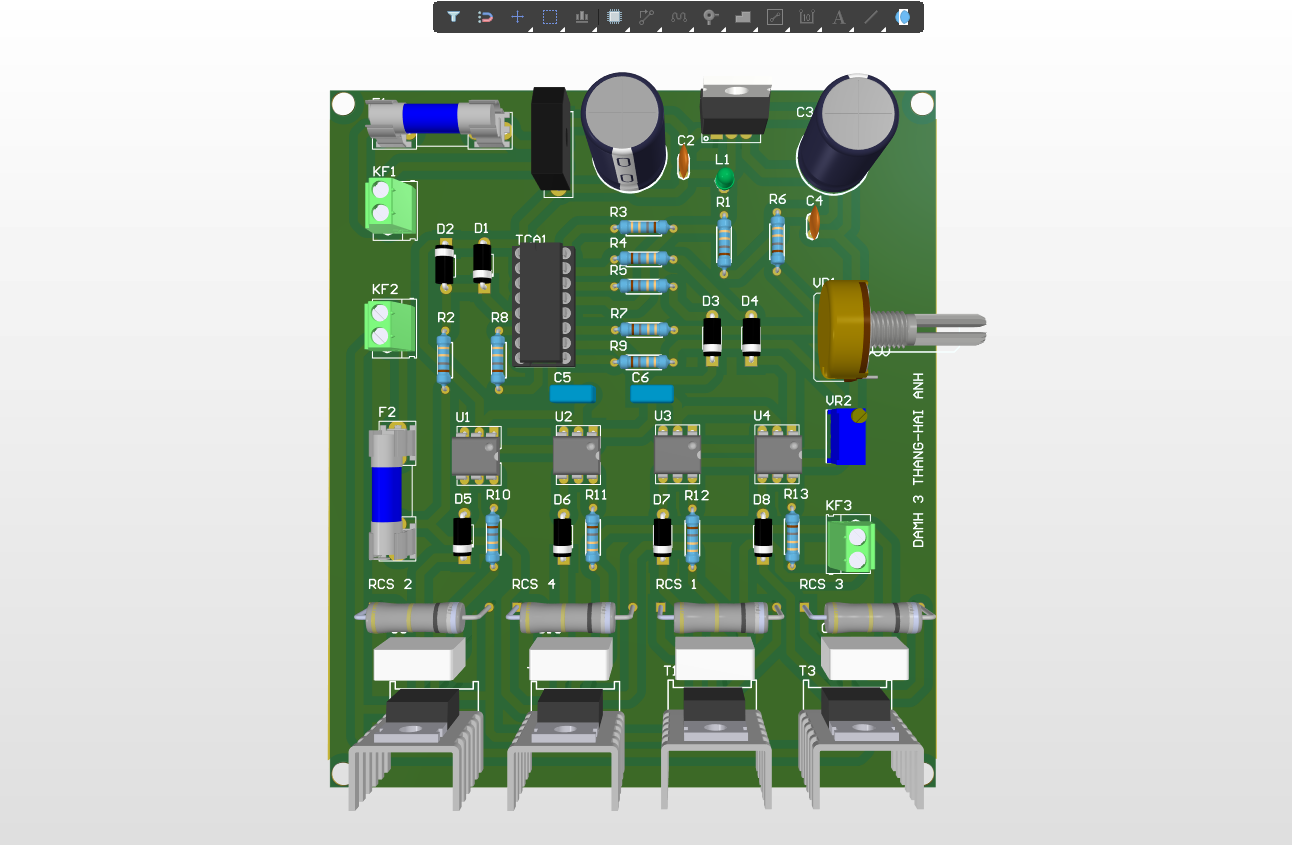 C3
C2
L1
KF1
R1
R6
C4
R3
D2
D1
TCA1
R4
R5
VR1
KF2
D3
D4
R2
R8
R7
R9
C5
C6
VR2
F2
U1
U2
U3
U4
DAMH 3 THANG-HAI ANH
D5
R10
D6
R11
D7
R12
D8
R13
KF3
RCS 2
RCS 4
RCS 1
RCS 3
T1
T3